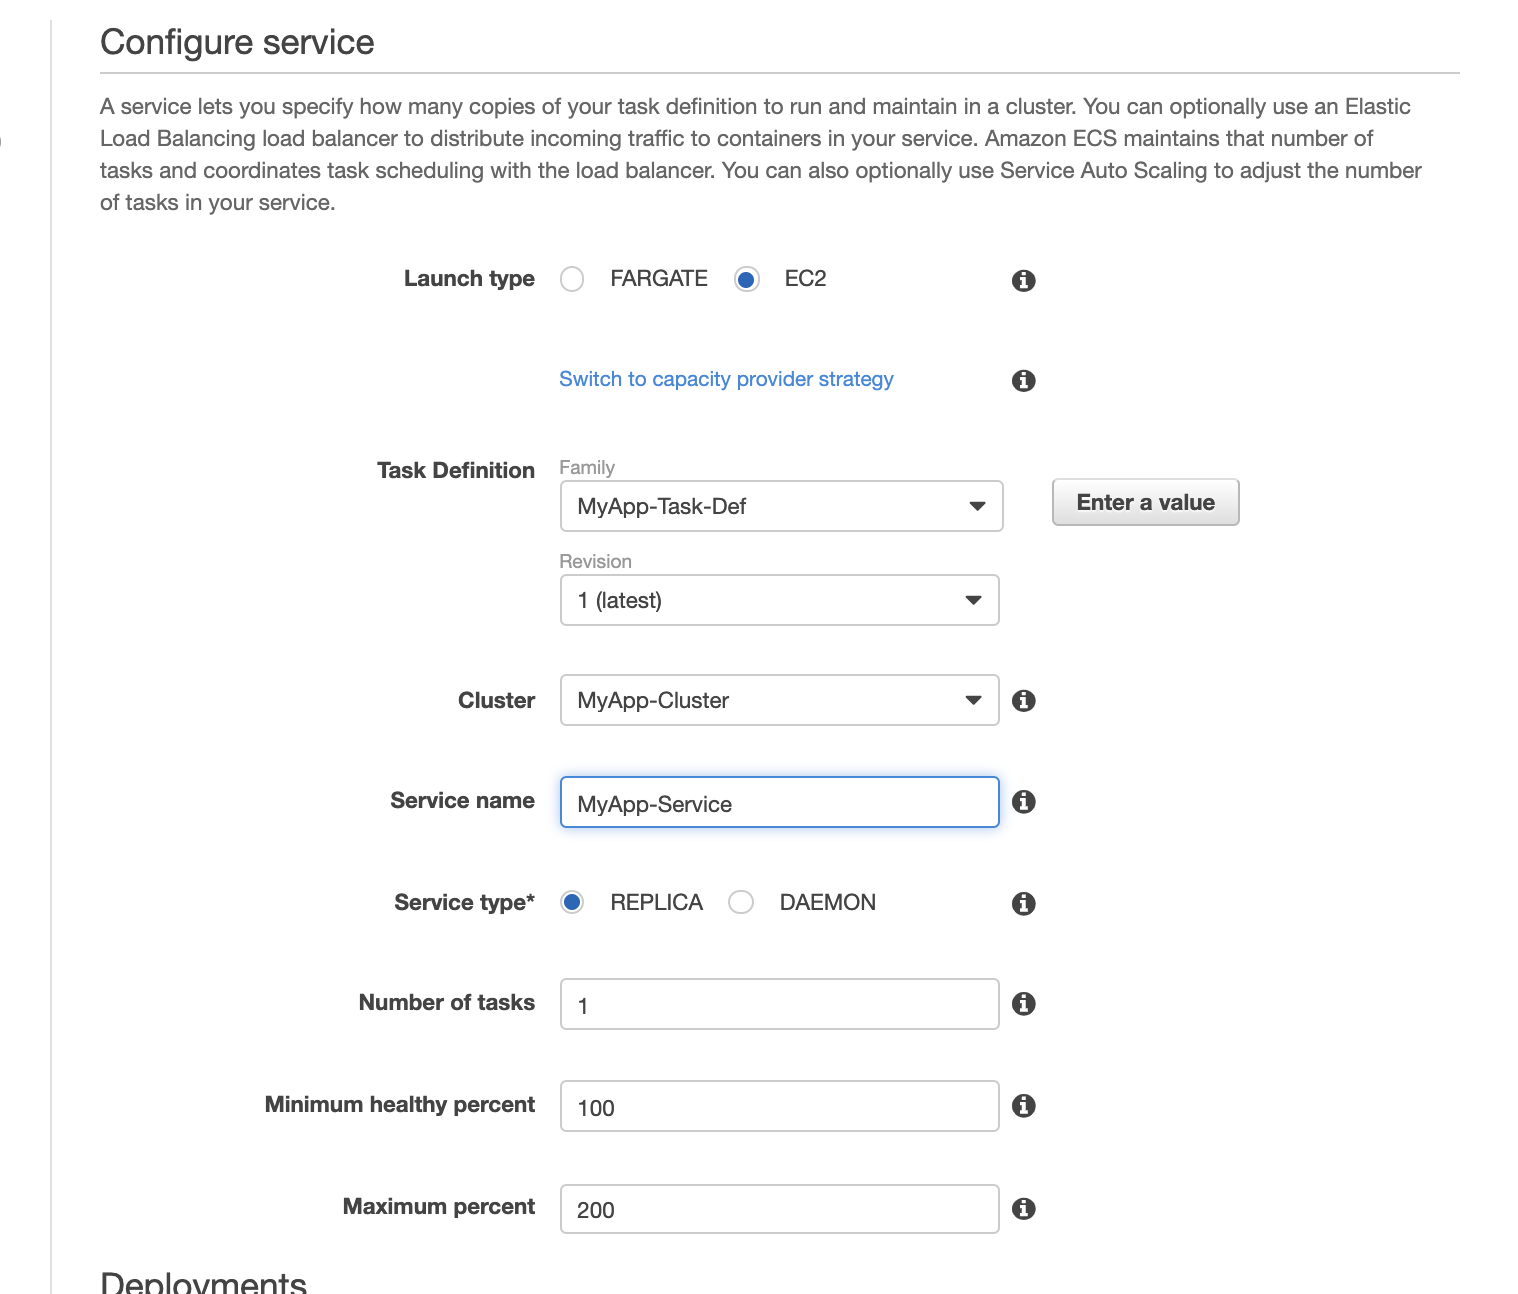 Configure service
A service lets you specify how many copies of your task definition to run and maintain in a cluster. You can optionally use an Elastic
Load Balancing load balancer to distribute incoming traffic to containers in your service. Amazon ECS maintains that number of
tasks and coordinates task scheduling with the load balancer. You can also optionally use Service Auto Scaling to adjust the number
of tasks in your service.
Launch type FARGATE EC2
Switch to capacity provider strategy
Task Definition Family
MyApp-Task-Def Enter a value
Revision
1 (latest)
Cluster MyApp-Cluster
Service name MyApp-Service
Service type* REPLICA DAEMON
Number of tasks 1
Minimum healthy percent 100
Maximum percent 200
Deployments